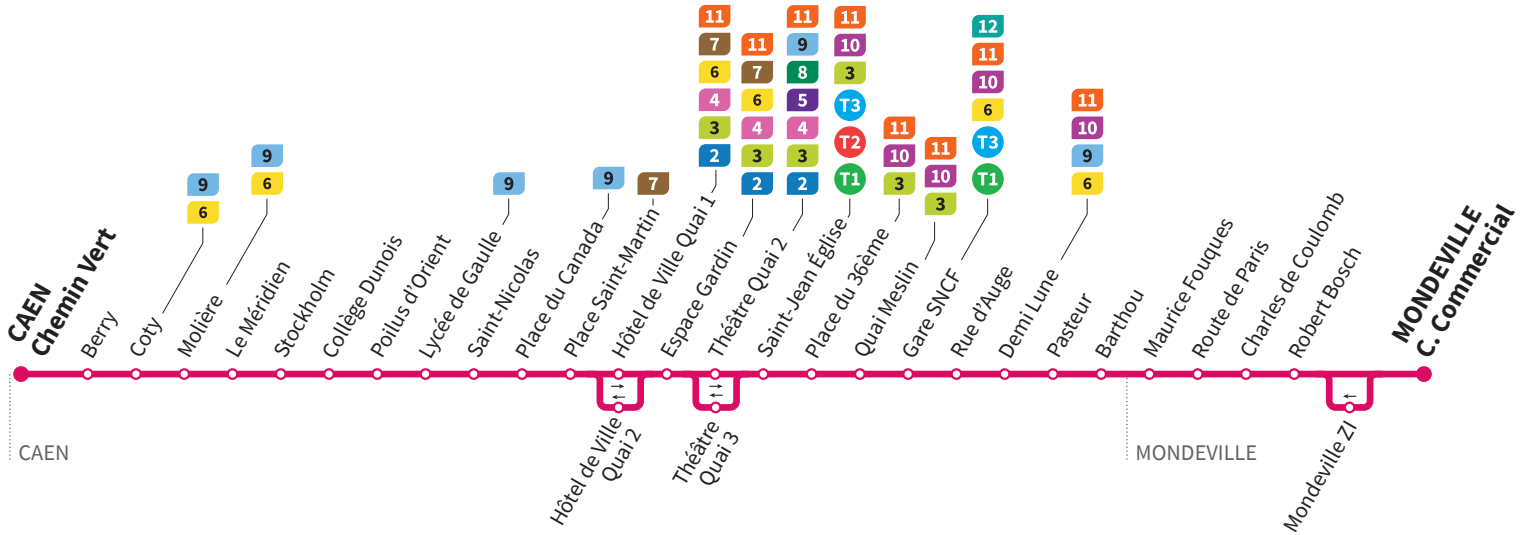 CAEN
Chemin Vert
Berry
6
9
Coty
6
9
Molière
Le Méridien
Stockholm
Collège Dunois
Poilus d'Orient
9
Lycée de Gaulle
Saint-Nicolas
9
Place du Canada
7
Place Saint-Martin
11
7
6
4
3
2
Hôtel de Ville Quai 1
11
7
6
4
3
2
Espace Gardin
11
9
8
5
4
3
2
Théâtre Quai 2
11
10
3
T3
T2
T1
Saint-Jean Église
11
10
3
Place du 36ème
11
10
3
Quai Meslin
12
11
10
6
T3
T1
Gare SNCF
Rue d'Auge
11
10
9
6
Demi Lune
Pasteur
Barthou
Maurice Fouques
Route de Paris
Charles de Coulomb
Robert Bosch
MONDEVILLE
C. Commercial
Hôtel de Ville
Quai 2
Théâtre
Quai 3
Mondeville ZI
CAEN
MONDEVILLE